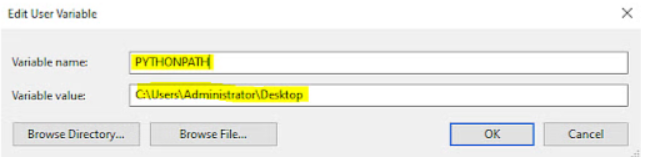 Edit User Variable
Variable name: PYTHONPATH
Variable value: C:\Users\Administrator\Desktop
Browse Directory... Browse File... OK Cancel